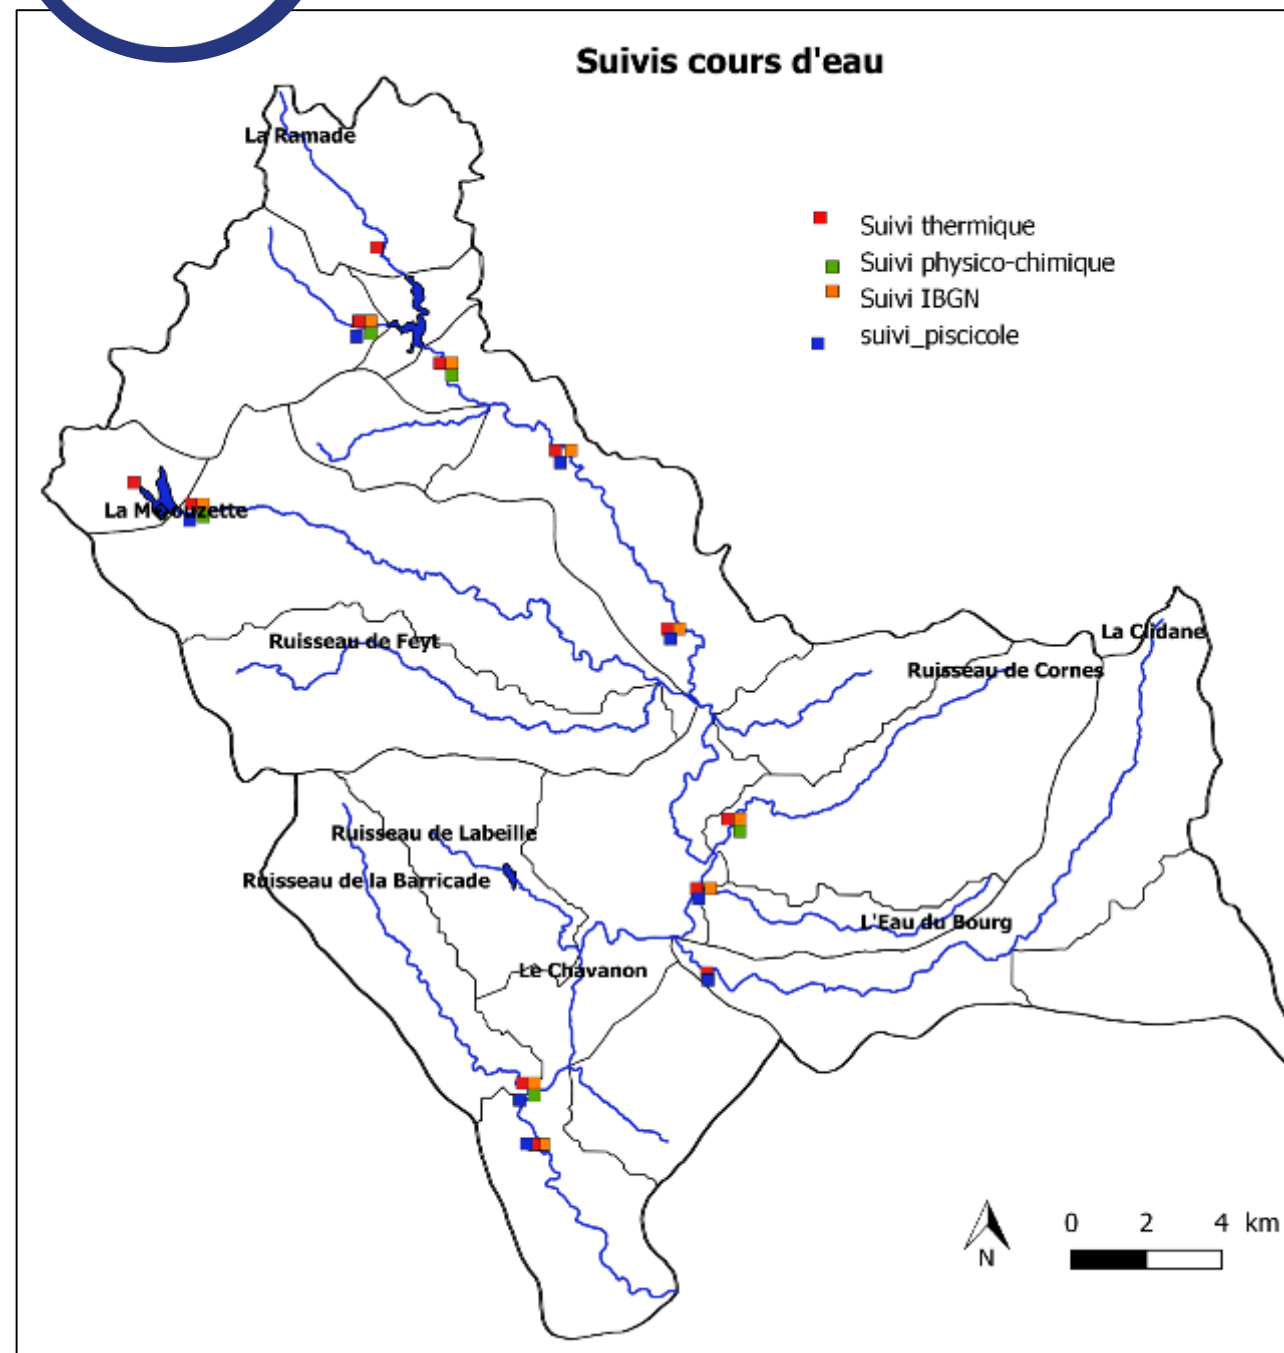 Suivis cours d'eau
La Ramade
Suivi thermique
Suivi physico-chimique
Suivi IBGN
suivi_piscicole
La Ruisseau de Feyt
La Clidane
Ruisseau de Cornes
Ruisseau de Labeille
Ruisseau de la Barricade
L'Eau du Bourg
Le Chavanon
0 2 4 km
N